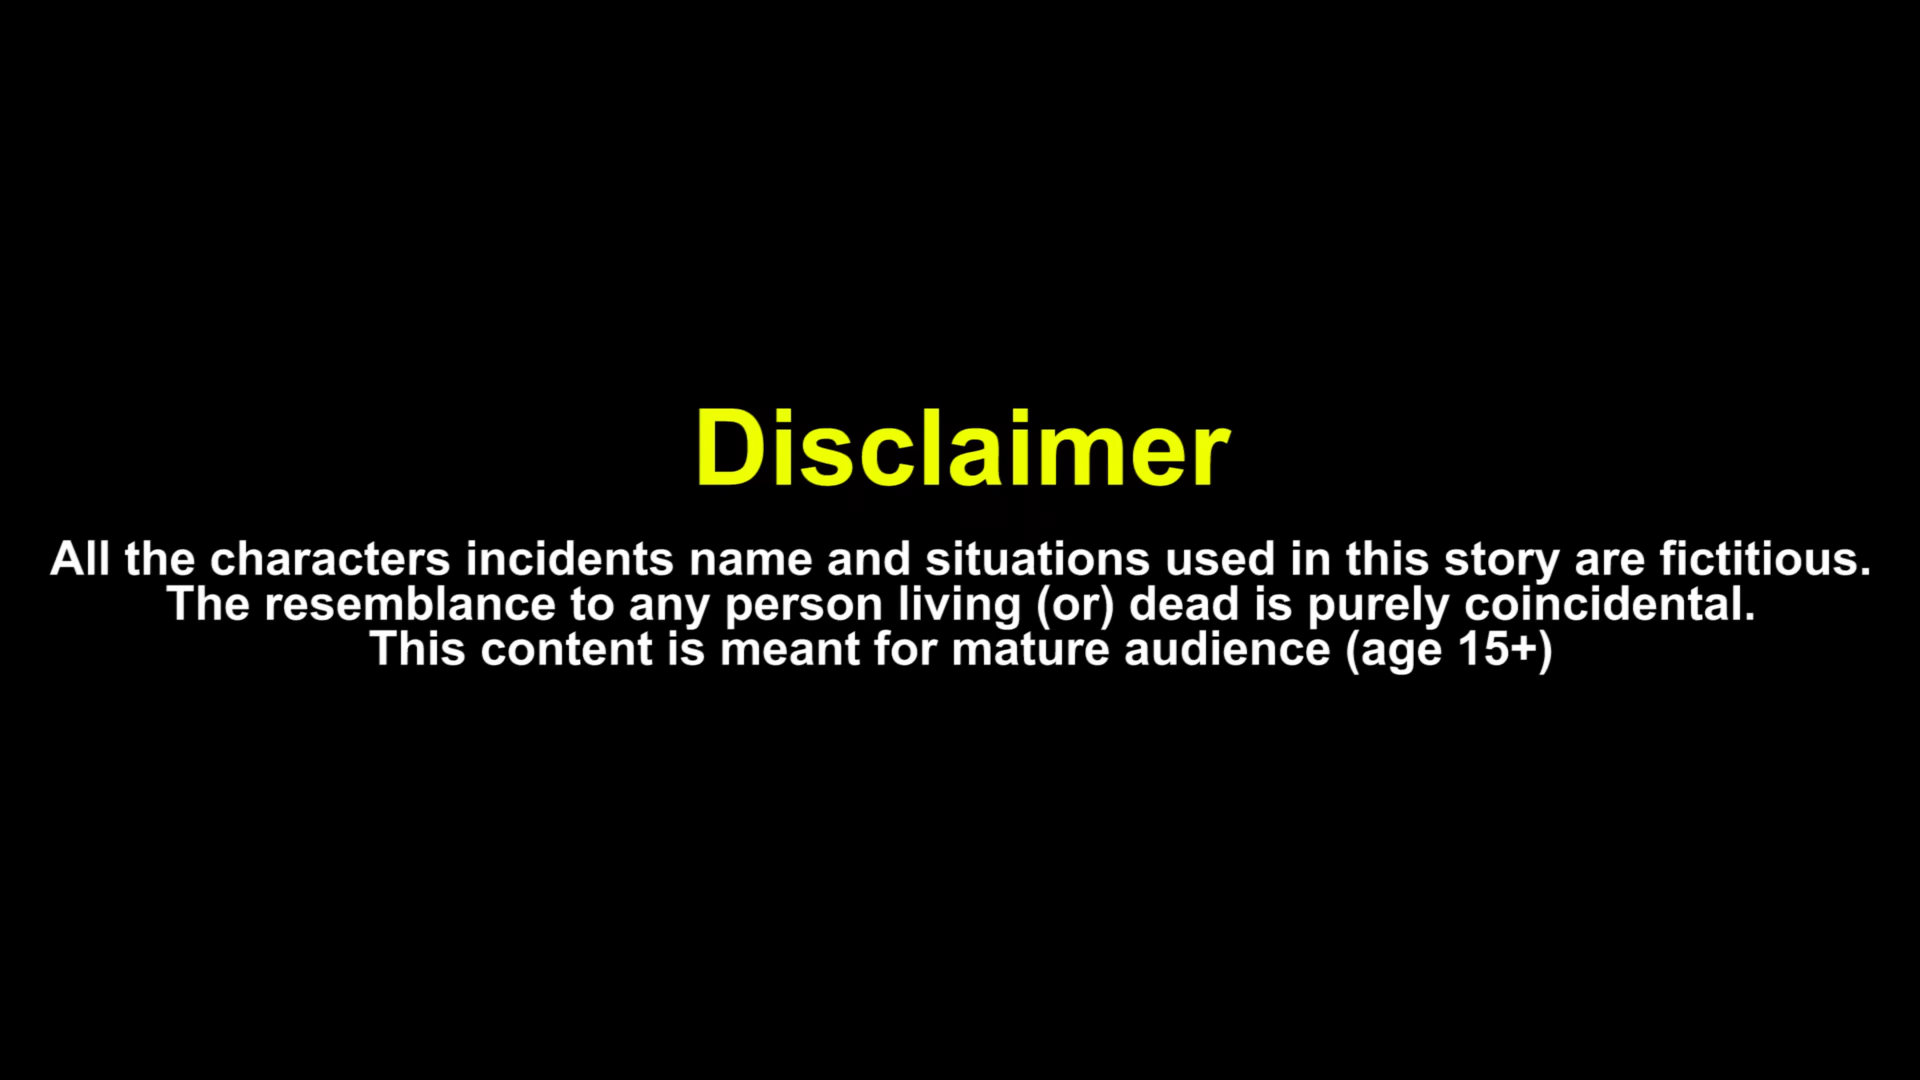 Disclaimer
All the characters incidents name and situations used in this story are fictitious.
The resemblance to any person living (or) dead is purely coincidental.
This content is meant for mature audience (age 15+)